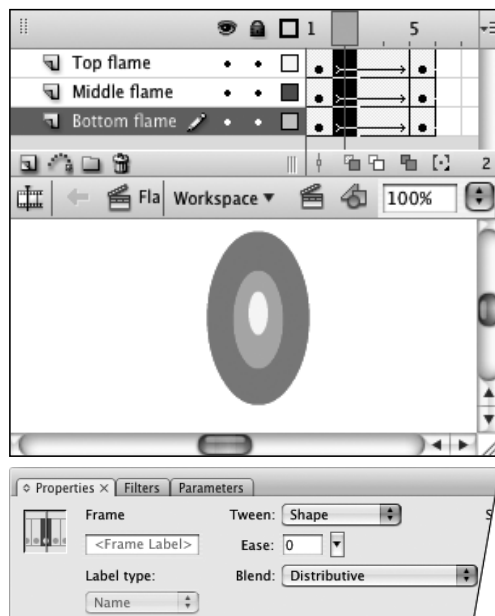 1 5
Top flame
Middle flame
Bottom flame
2
Fla Workspace 100%
Properties × Filters Parameters
Frame Tween: Shape S
<Frame Label> Ease: 0
Label type: Blend: Distributive
Name